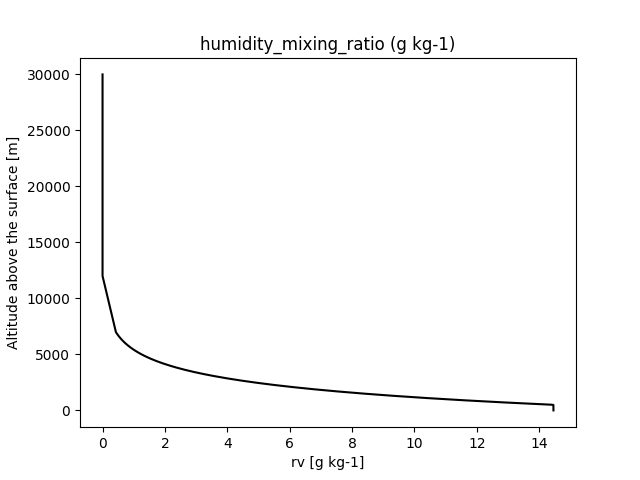 humidity_mixing_ratio (g kg-1)
Altitude above the surface [m]
30000
25000
20000
15000
10000
5000
0
0 2 4 6 8 10 12 14
rv [g kg-1]